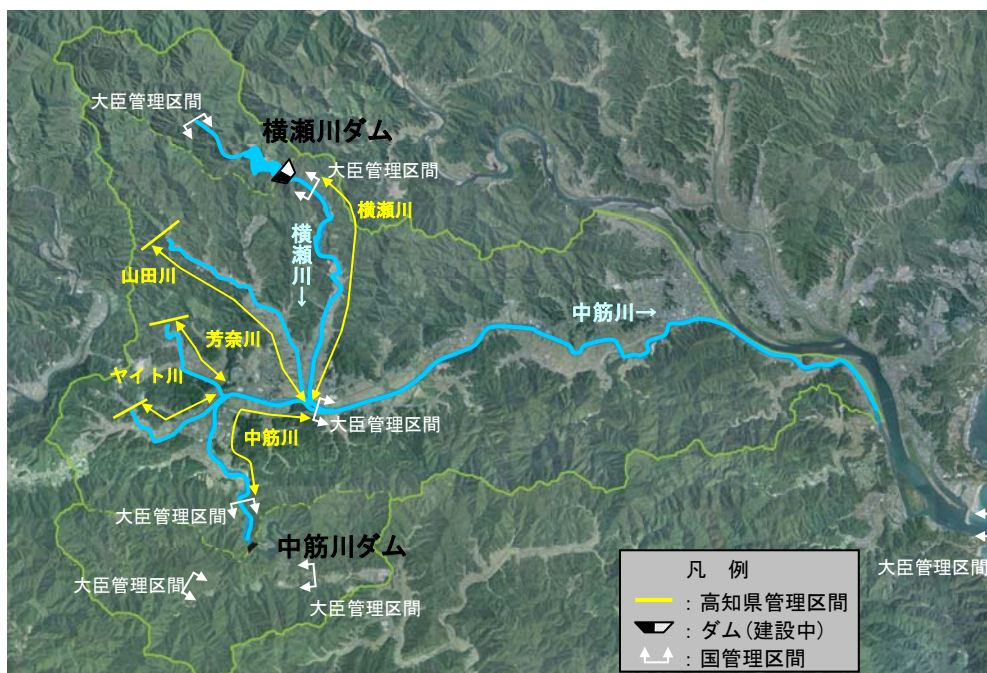 大臣管理区間
横瀬川ダム
大臣管理区間
横瀬川
横瀬川→
山田川
中筋川→
芳奈川
ヤイト川
大臣管理区間
中筋川
大臣管理区間
中筋川ダム
大臣管理区間
大臣管理区間
大臣管理区間
凡 例
：高知県管理区間
：ダム(建設中)
：国管理区間